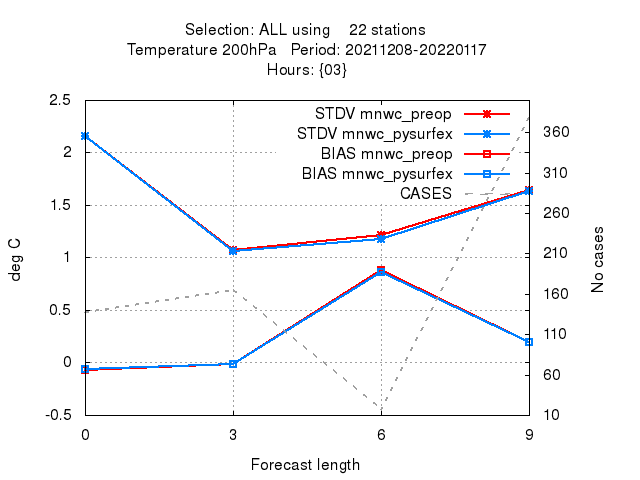 Selection: ALL using    22 stations
Temperature 200hPa   Period: 20211208-20220117
Hours: {03}
STDV mnwc_preop
STDV mnwc_pysurfex
BIAS mnwc_preop
BIAS mnwc_pysurfex
CASES
deg C
2.5
2
1.5
1
0.5
0
-0.5
0 3 6 9
Forecast length
360
310
260
210
160
110
60
10
No cases